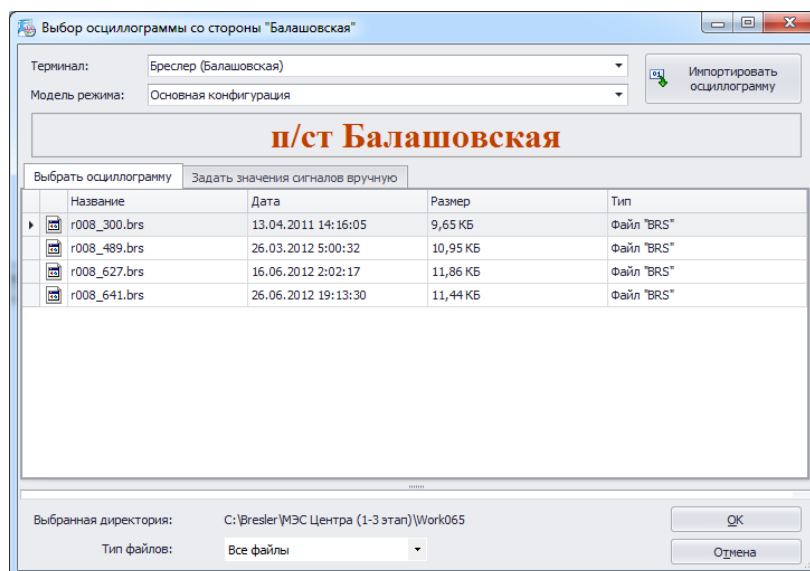 Выбор осциллограммы со стороны "Балашовская"
Терминал: Бреслер (Балашовская)
Модель режима: Основная конфигурация
Импортировать осциллограмму
п/ст Балашовская
Выбрать осциллограмму Задать значения сигналов вручную
Название Дата Размер Тип
r008_300.brs 13.04.2011 14:16:05 9,65 КБ Файл "BRS"
r008_489.brs 26.03.2012 5:00:32 10,95 КБ Файл "BRS"
r008_627.brs 16.06.2012 2:02:17 11,86 КБ Файл "BRS"
r008_641.brs 26.06.2012 19:13:30 11,44 КБ Файл "BRS"
Выбранная директория: C:\Bresler\МЭС Центра (1-3 этап)\Work065
OK
Тип файлов: Все файлы
Отмена